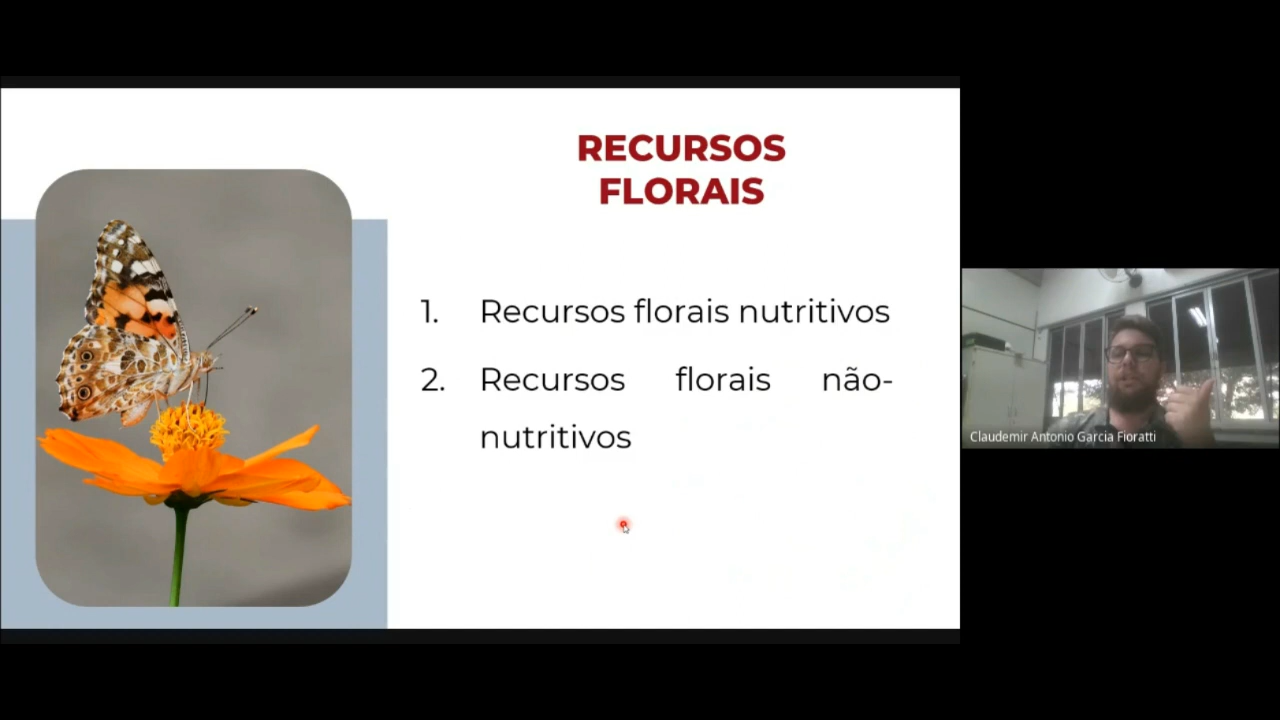 RECURSOS
FLORAIS
1. Recursos florais nutritivos
2. Recursos florais não-
nutritivos
Claudemir Antonio Garcia Fioratti